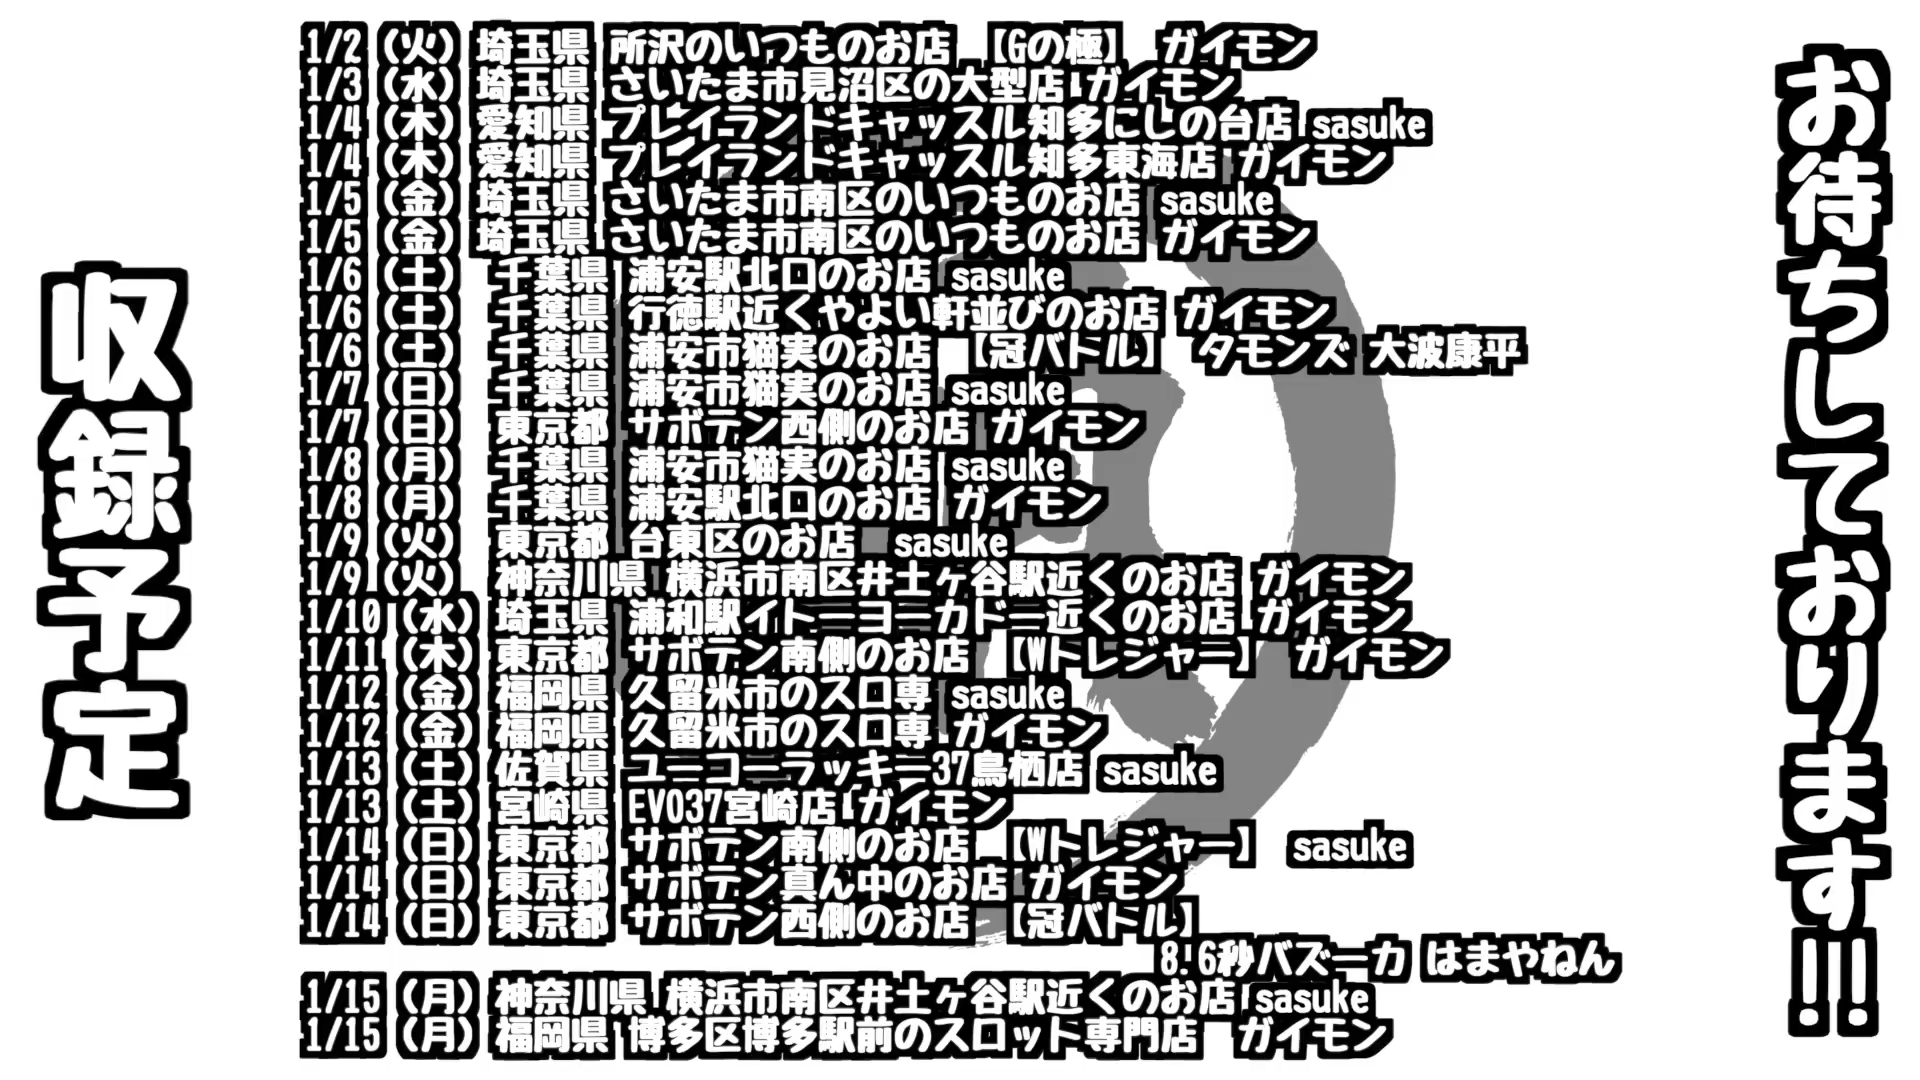 収録予定
1/2（火）埼玉県 所沢のいつものお店 【Gの極】 ガイモン
1/3（水）埼玉県 さいたま市見沼区の大型店 ガイモン
1/4（木）愛知県 プレイランドキャッスル知多にしの台店 sasuke
1/4（木）愛知県 プレイランドキャッスル知多東海店 ガイモン
1/5（金）埼玉県 さいたま市南区のいつものお店 sasuke
1/5（金）埼玉県 さいたま市南区のいつものお店 ガイモン
1/6（土） 千葉県 浦安駅北口のお店 sasuke
1/6（土） 千葉県 行徳駅近くやよい軒並びのお店 ガイモン
1/6（土） 千葉県 浦安市猫実のお店 【冠バトル】 タモンズ 大波康平
1/7（日） 千葉県 浦安市猫実のお店 sasuke
1/7（日） 東京都 サボテン西側のお店 ガイモン
1/8（月） 千葉県 浦安市猫実のお店 sasuke
1/8（月） 千葉県 浦安駅北口のお店 ガイモン
1/9（火） 東京都 台東区のお店 sasuke
1/9（火） 神奈川県 横浜市南区井土ヶ谷駅近くのお店 ガイモン
1/10（水）埼玉県 浦和駅イトーヨーカドー近くのお店 ガイモン
1/11（木）東京都 サボテン南側のお店 【Wトレジャー】 ガイモン
1/12（金）福岡県 久留米市のスロ専 sasuke
1/12（金）福岡県 久留米市のスロ専 ガイモン
1/13（土）佐賀県 ユーコーラッキー37鳥栖店 sasuke
1/13（土）宮崎県 EVO37宮崎店 ガイモン
1/14（日）東京都 サボテン南側のお店 【Wトレジャー】 sasuke
1/14（日）東京都 サボテン真ん中のお店 ガイモン
1/14（日）東京都 サボテン西側のお店 【冠バトル】
8.6秒バズーカ はまやねん
1/15（月）神奈川県 横浜市南区井土ヶ谷駅近くのお店 sasuke
1/15（月）福岡県 博多区博多駅前のスロット専門店 ガイモン
お待ちしております!!